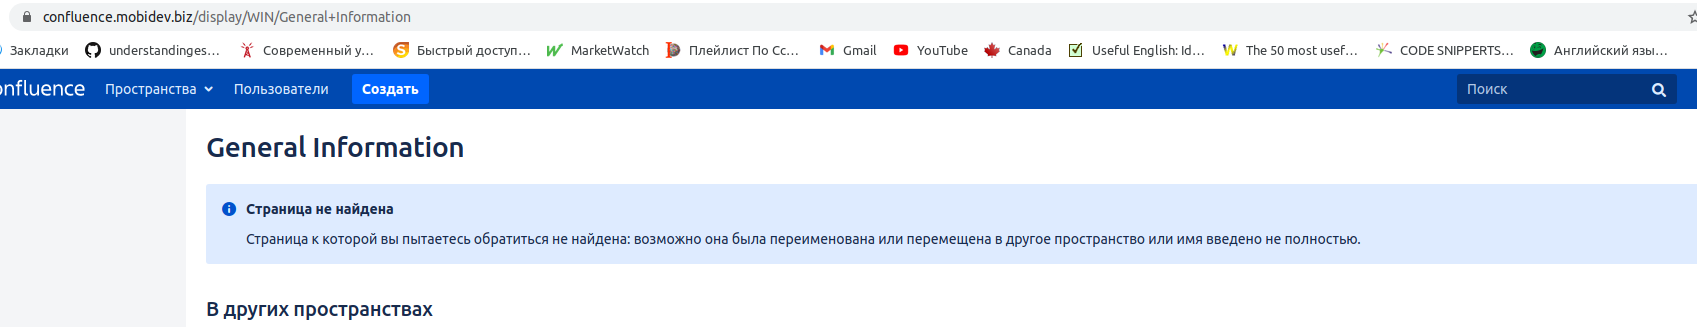 confluence.mobidev.biz/display/WIN/General+Information
Закладки understandinges... Современный у... Быстрый доступ... MarketWatch Плейлист По Сс... Gmail YouTube Canada Useful English: Id... The 50 most usef... CODE SNIPPERTS... Английский язы...
onfluence Пространства Пользователи Создать Поиск
General Information
Страница не найдена
Страница к которой вы пытаетесь обратиться не найдена: возможно она была переименована или перемещена в другое пространство или имя введено не полностью.
В других пространствах